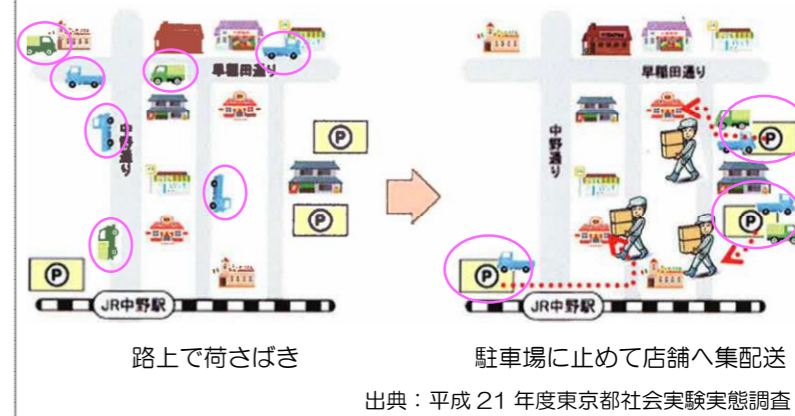 早稲田通り
中野通り
P
P
P
JR中野駅
路上で荷さばき
早稲田通り
中野通り
P
P
P
JR中野駅
駐車場に止めて店舗へ集配送
出典：平成 21 年度東京都社会実験実態調査